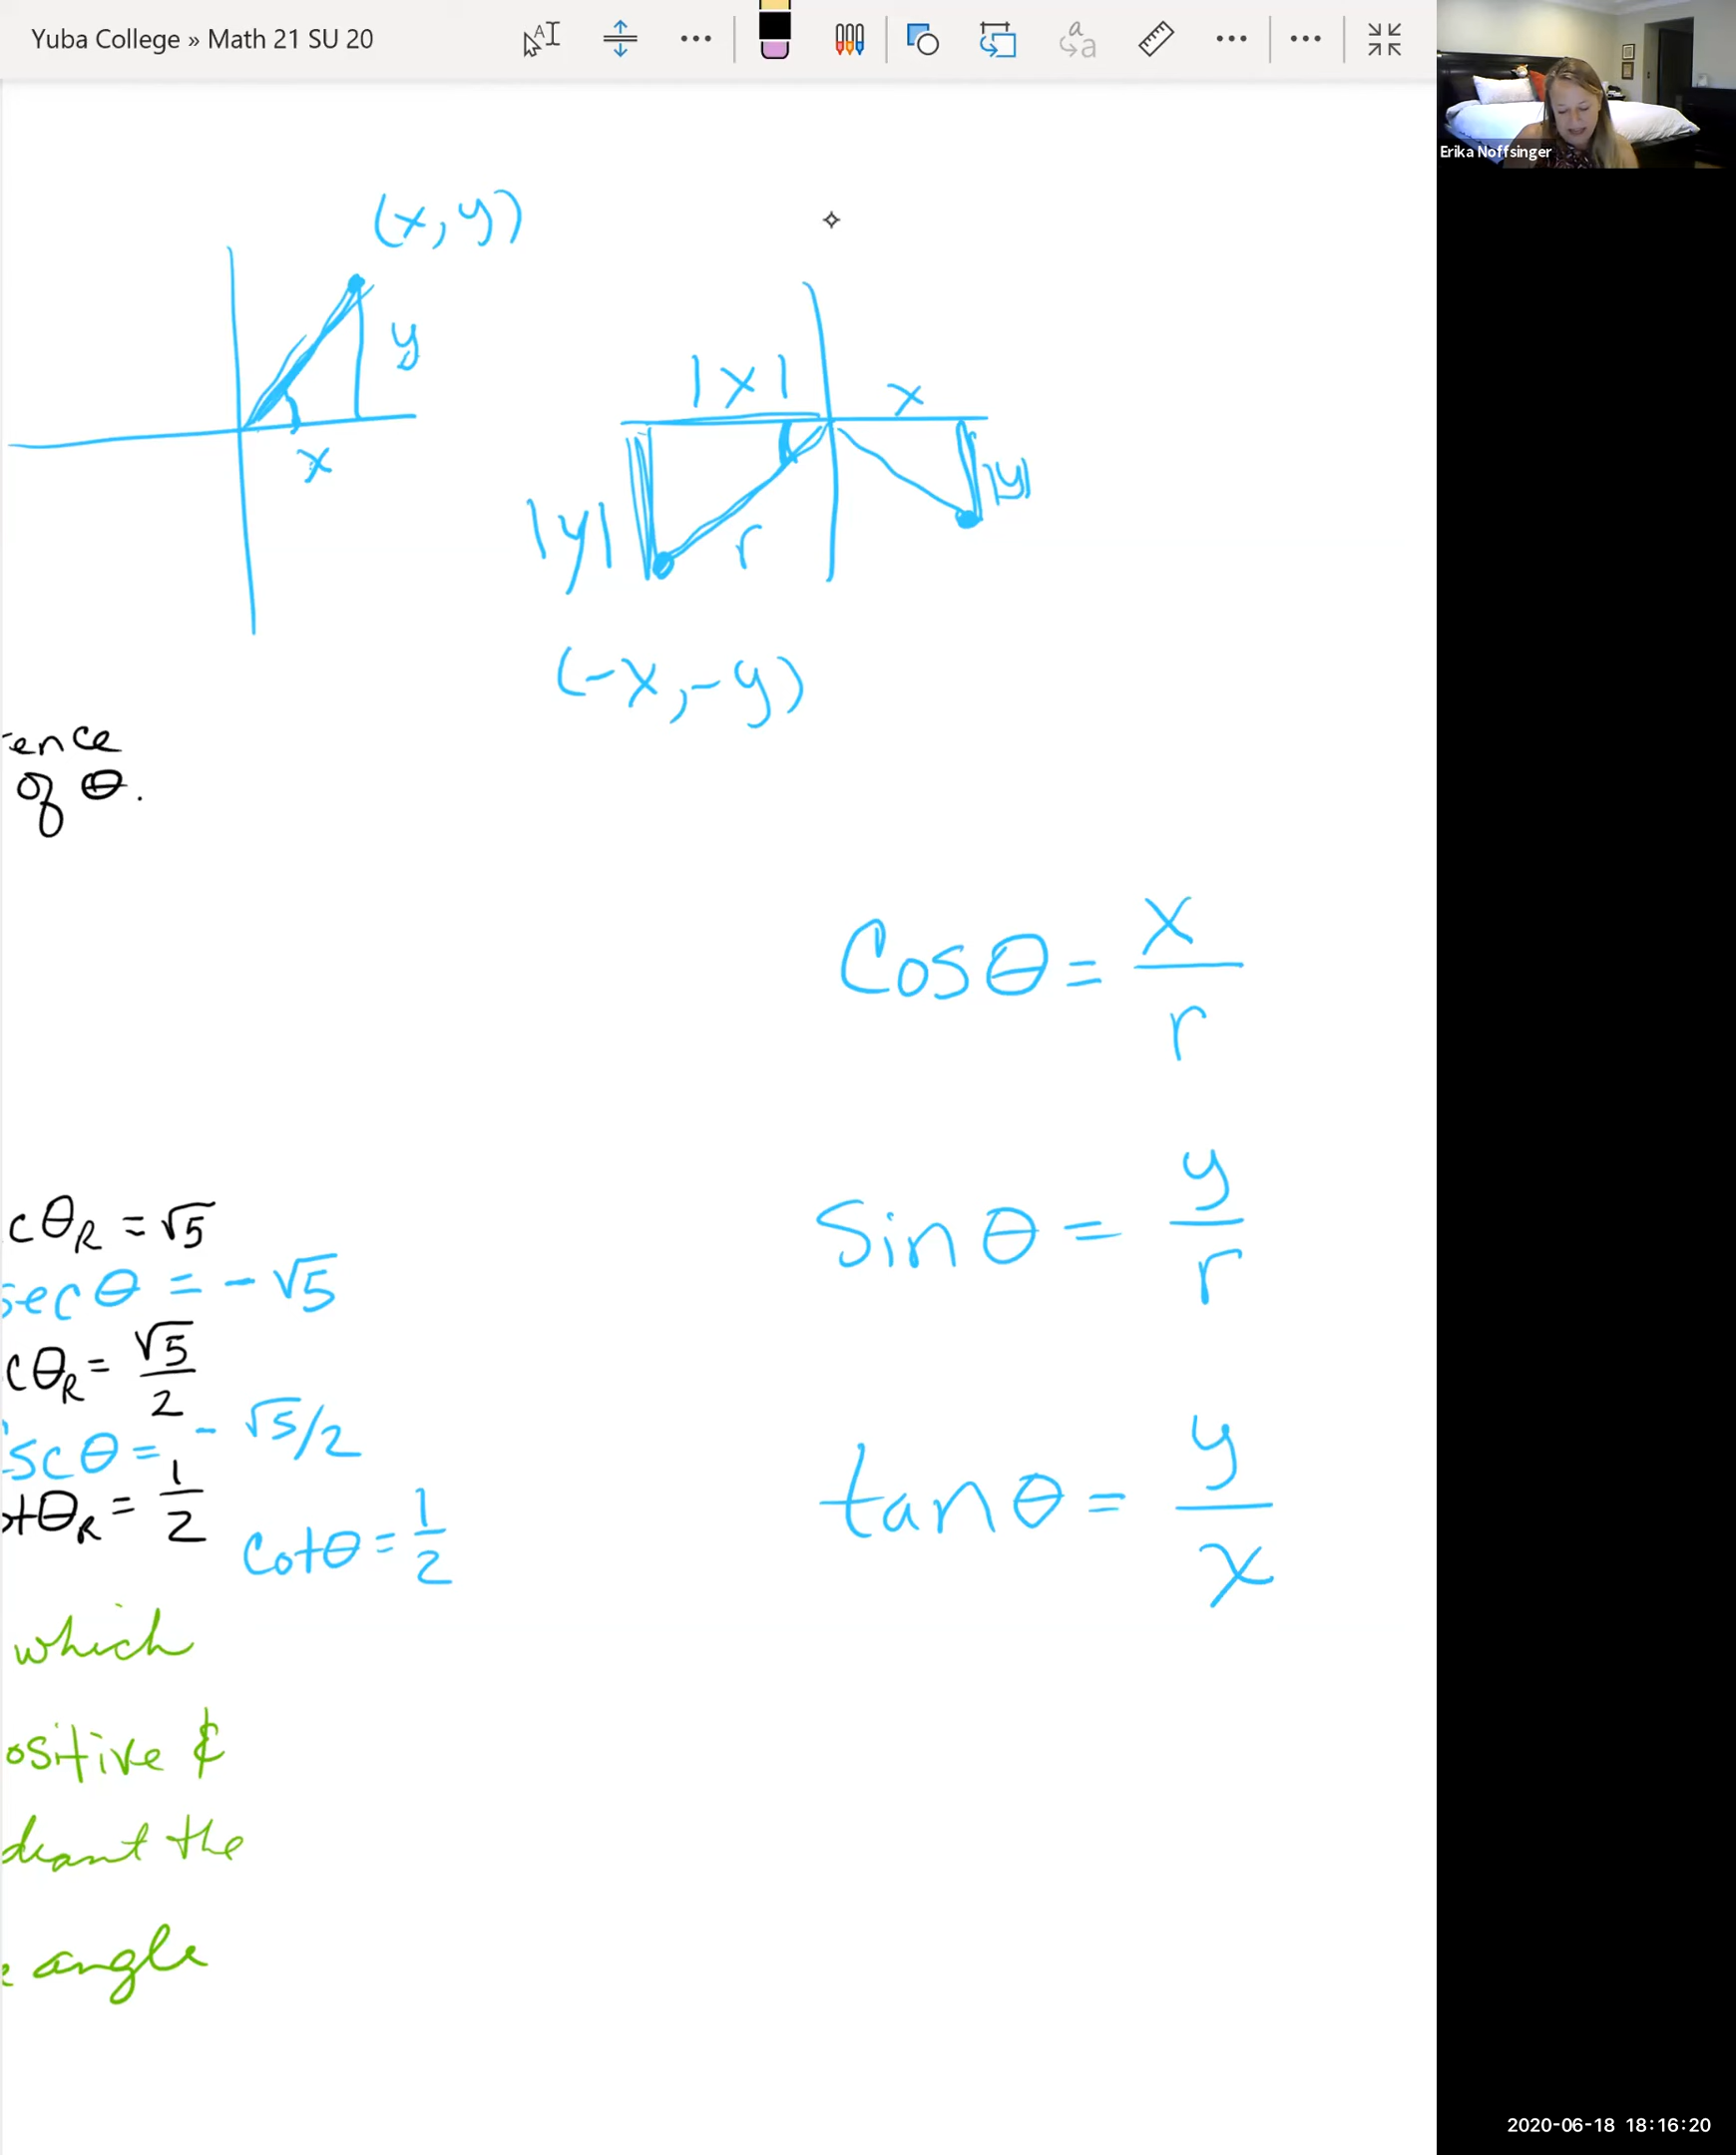 Yuba College » Math 21 SU 20
Erika Noffsinger
(x, y)
y
x
|x|
x
|y|
|y|
r
(-x, -y)
ence
of θ.
cos θ = x/r
sin θ = y/r
tan θ = y/x
cθR = √5
sec θ = - √5
cθR = √5/2
sc θ = - √5/2
otθR = 1/2
cot θ = 1/2
which
ositive &
drant the
e angle
2020-06-18 18:16:20